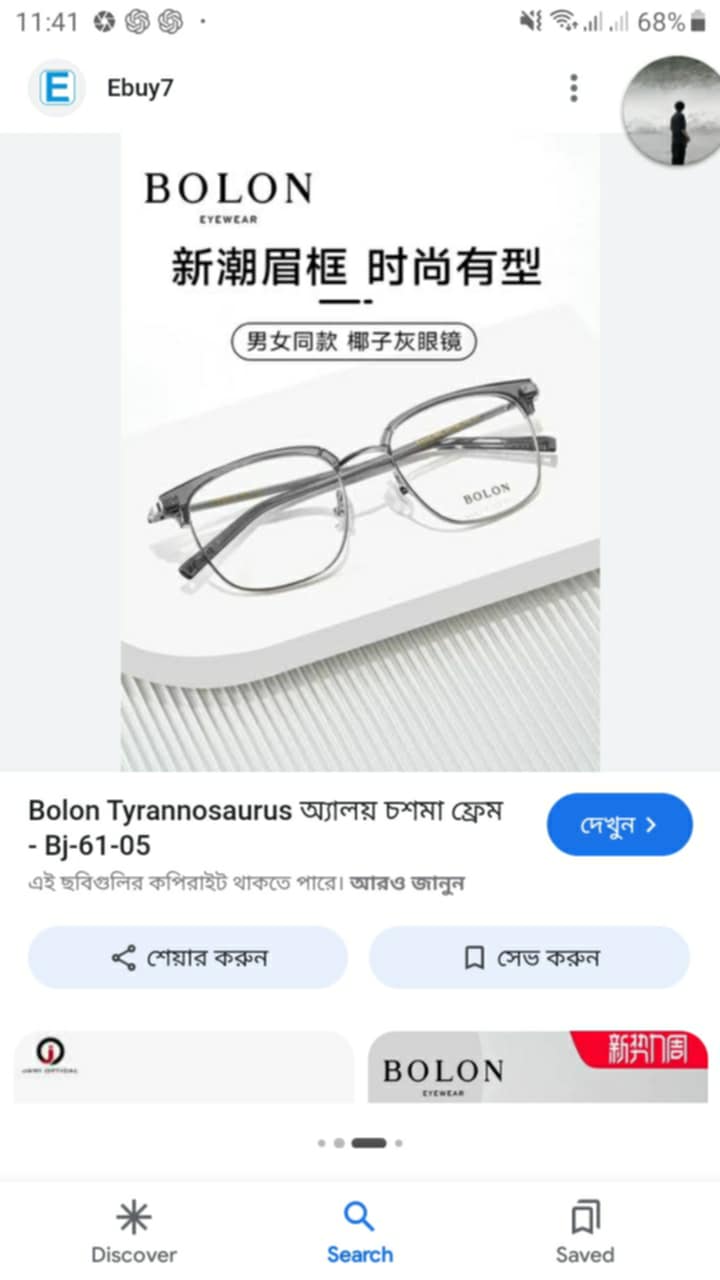 11:41
68%
Ebuy7
BOLON
EYEWEAR
新潮眉框 时尚有型
男女同款 椰子灰眼镜
BOLON
Bolon Tyrannosaurus অ্যালয় চশমা ফ্রেম
- Bj-61-05
দেখুন
এই ছবিগুলির কপিরাইট থাকতে পারে। আরও জানুন
শেয়ার করুন
সেভ করুন
JAMI OPTICAL
新势力周
BOLON
EYEWEAR
Discover
Search
Saved